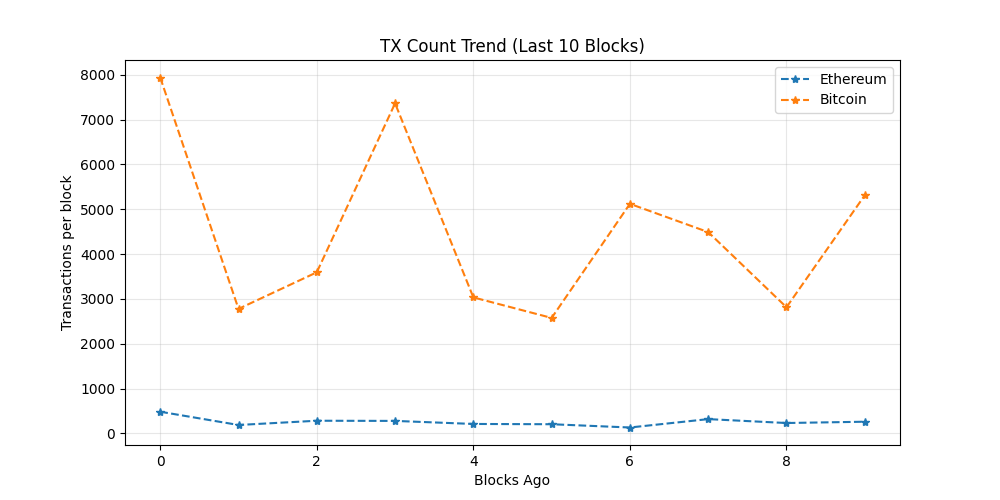 TX Count Trend (Last 10 Blocks)
Ethereum
Bitcoin
Transactions per block
8000
7000
6000
5000
4000
3000
2000
1000
0
0 2 4 6 8
Blocks Ago